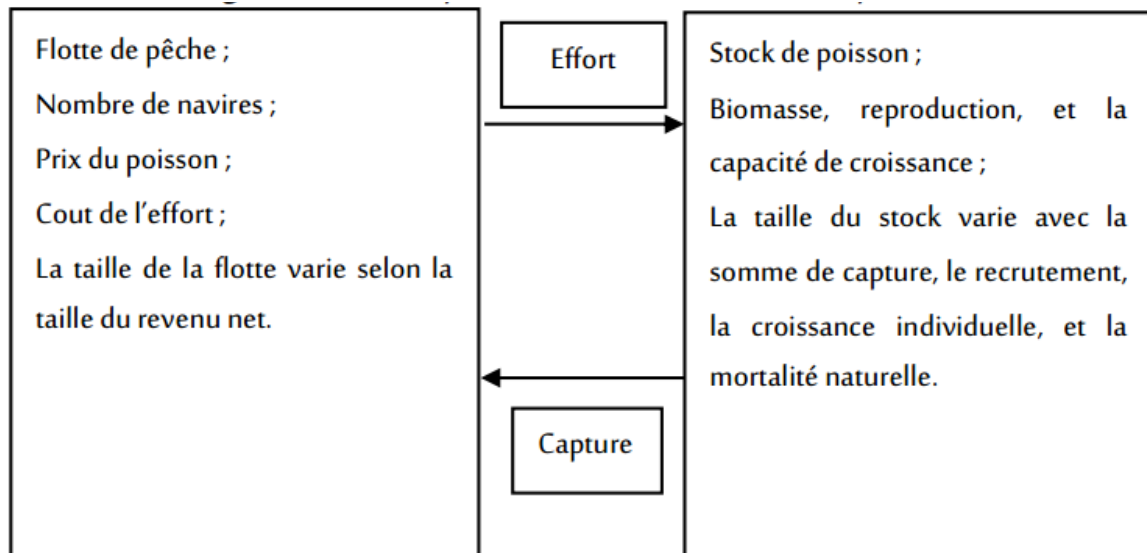 Flotte de pêche ;
Nombre de navires ;
Prix du poisson ;
Cout de l'effort ;
La taille de la flotte varie selon la
taille du revenu net.
Effort
Stock de poisson ;
Biomasse, reproduction, et la
capacité de croissance ;
La taille du stock varie avec la
somme de capture, le recrutement,
la croissance individuelle, et la
mortalité naturelle.
Capture